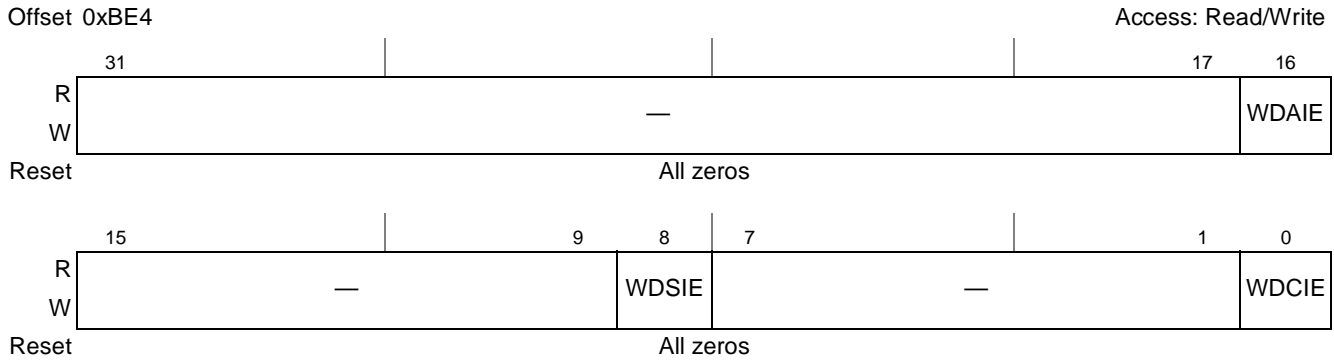 Offset 0xBE4 Access: Read/Write
31 17 16
R
— WDAIE
W
Reset All zeros
15 9 8 7 1 0
R
— WDSIE — WDCIE
W
Reset All zeros